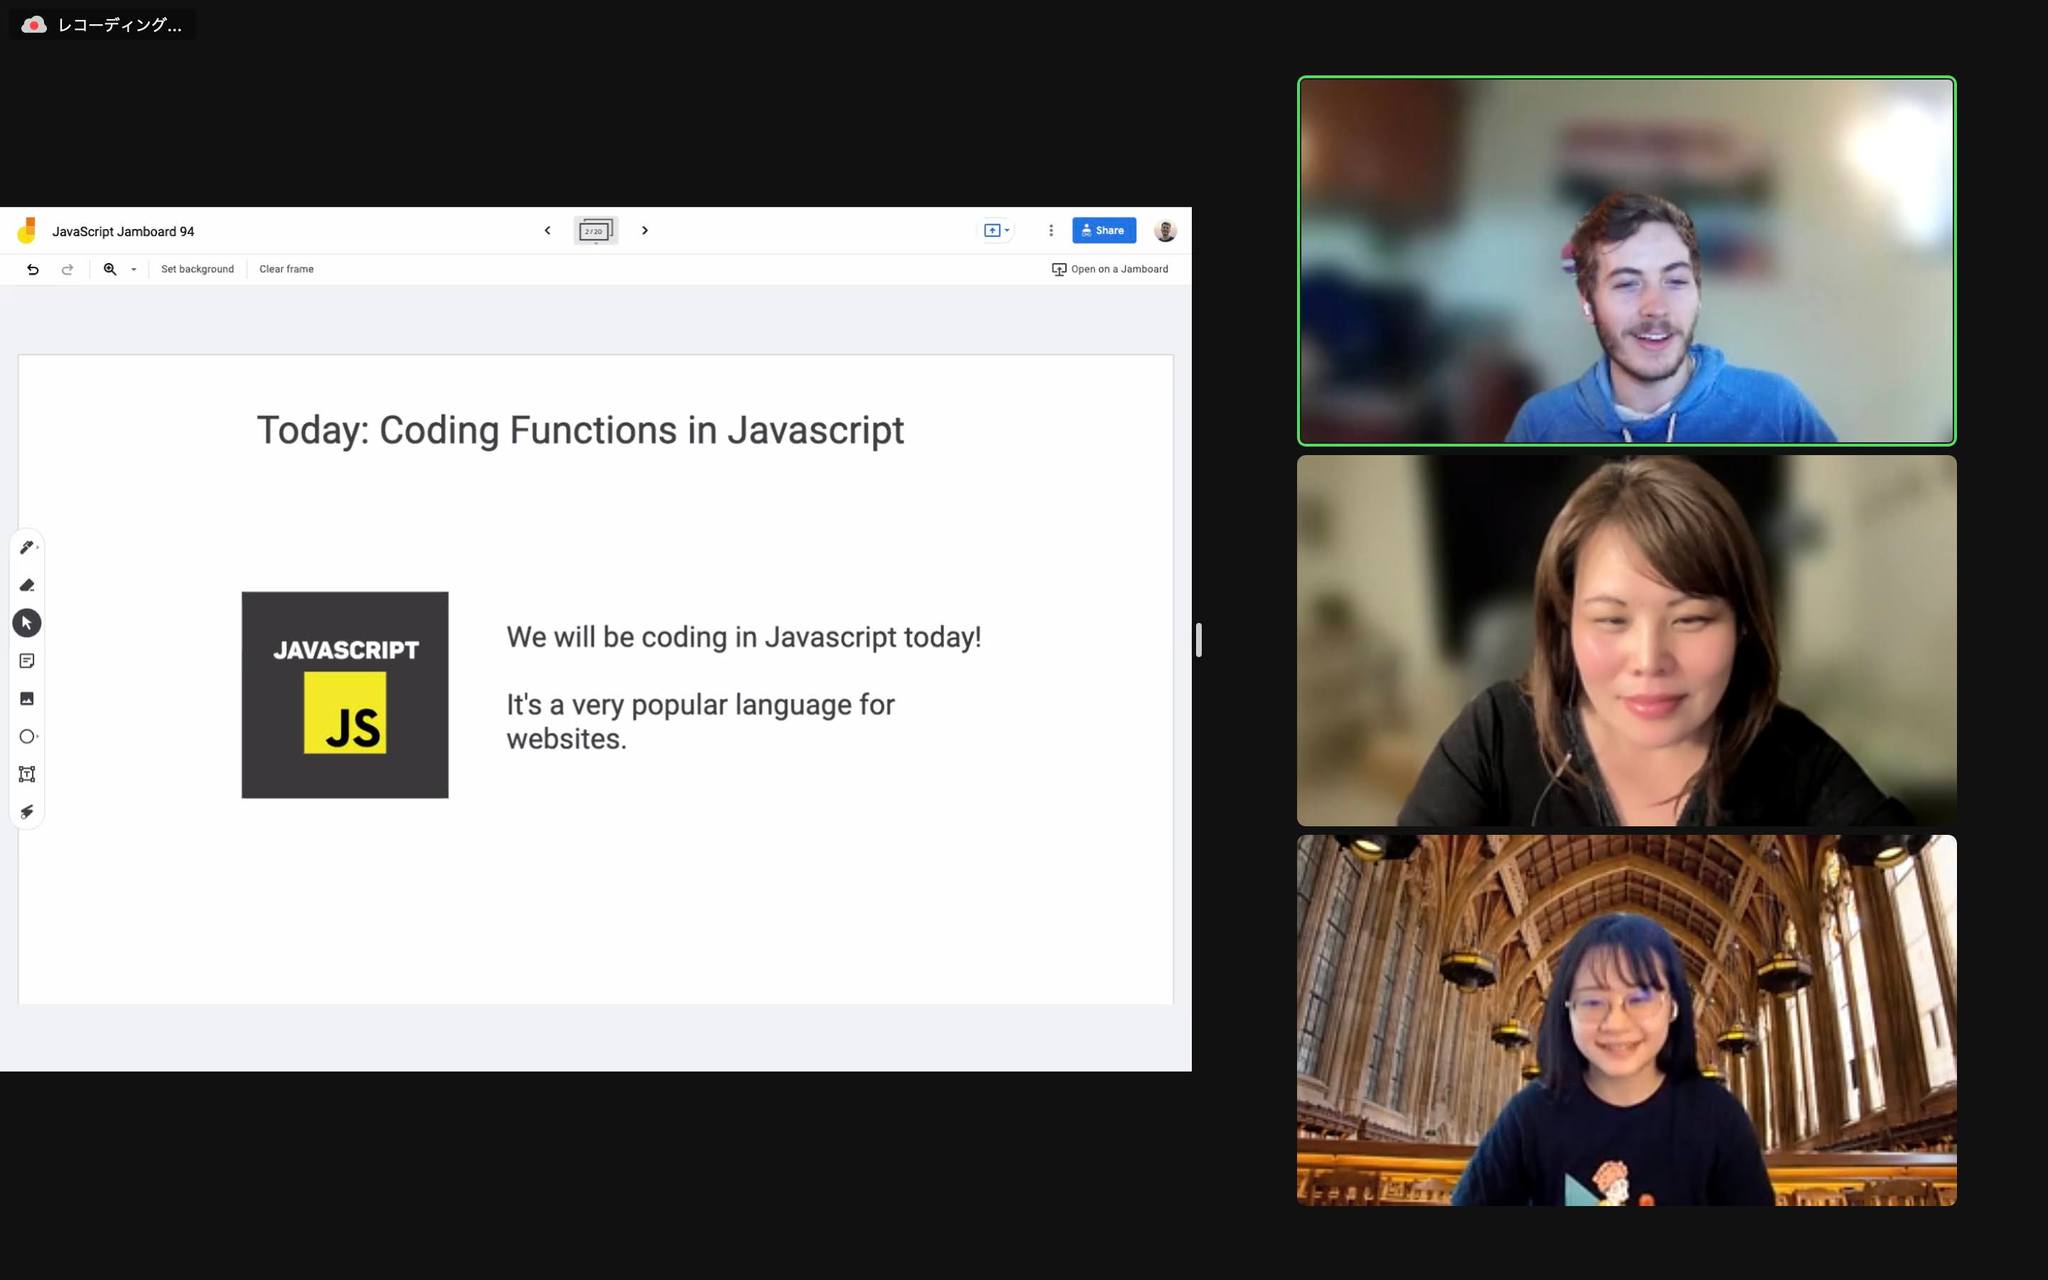 レコーディング...
JavaScript Jamboard 94
2 / 20
Share
Set background
Clear frame
Open on a Jamboard
Today: Coding Functions in Javascript
JAVASCRIPT
JS
We will be coding in Javascript today!
It's a very popular language for
websites.